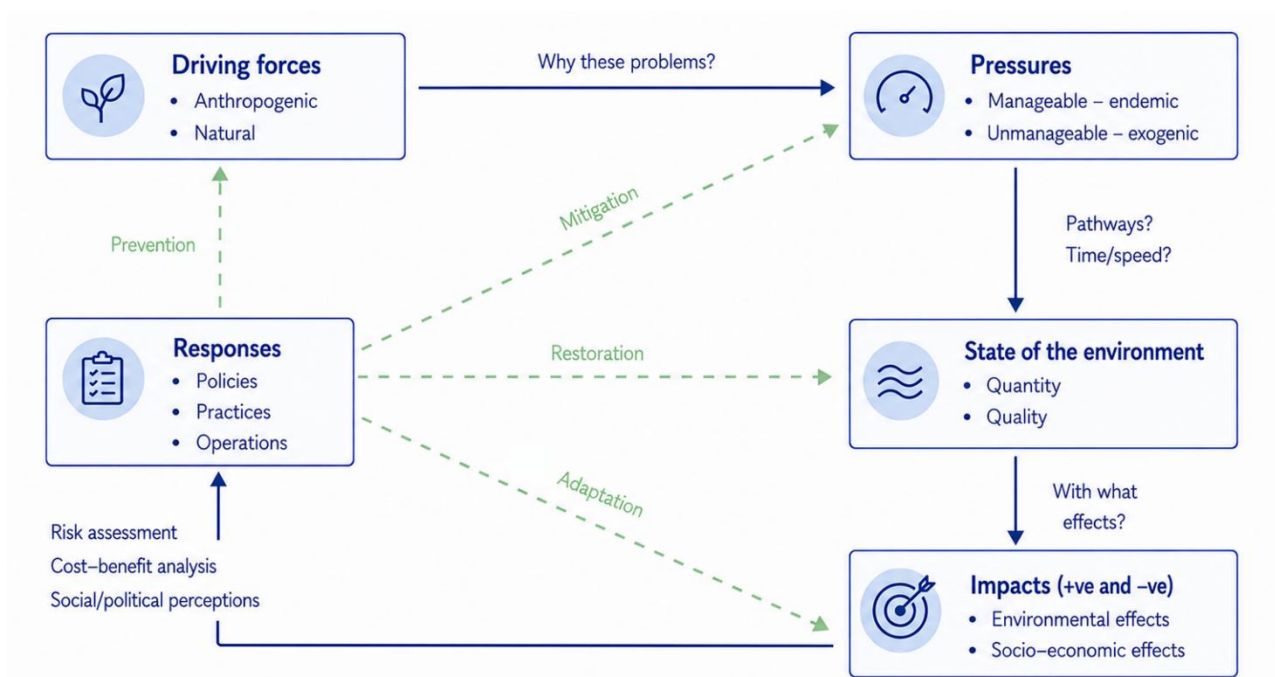 Driving forces
• Anthropogenic
• Natural
Why these problems?
Pressures
• Manageable – endemic
• Unmanageable – exogenic
Prevention
Mitigation
Pathways?
Time/speed?
Responses
• Policies
• Practices
• Operations
Restoration
State of the environment
• Quantity
• Quality
Adaptation
With what
effects?
Risk assessment
Cost–benefit analysis
Social/political perceptions
Impacts (+ve and –ve)
• Environmental effects
• Socio–economic effects